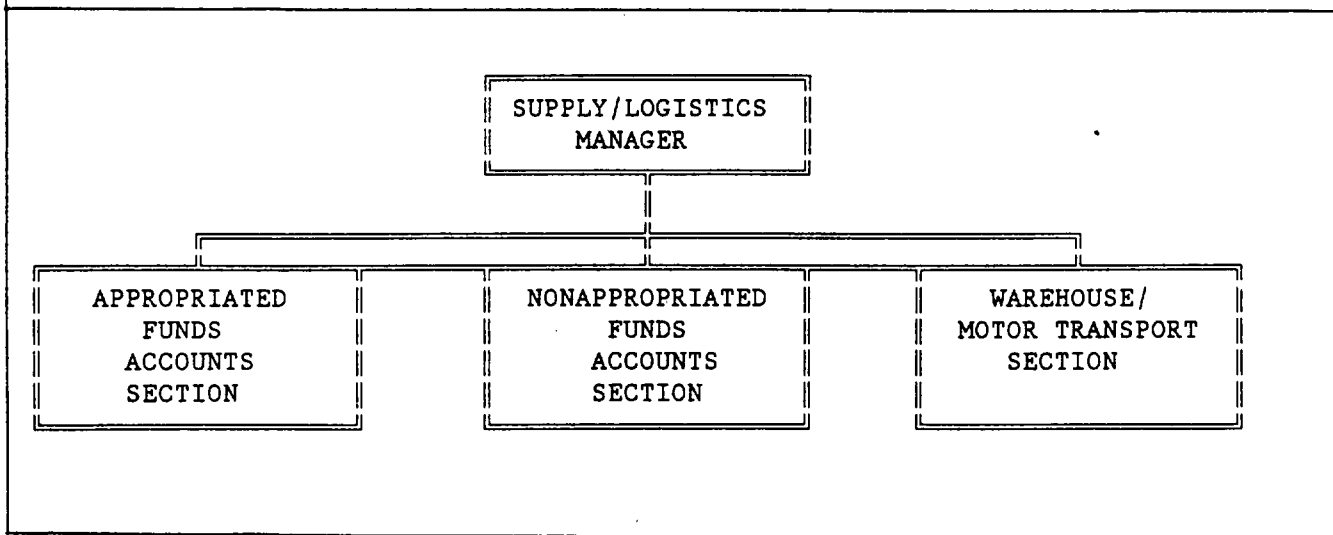 SUPPLY/LOGISTICS
MANAGER
APPROPRIATED
FUNDS
ACCOUNTS
SECTION
NONAPPROPRIATED
FUNDS
ACCOUNTS
SECTION
WAREHOUSE/
MOTOR TRANSPORT
SECTION